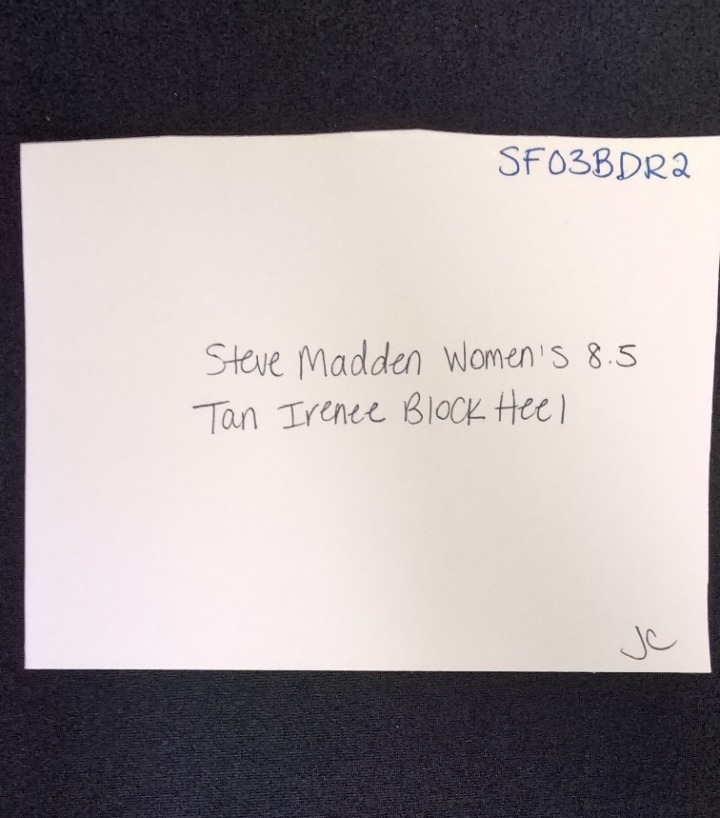 SF03BDR2
Steve Madden Women's 8.5
Tan Irenee Block Heel
JC